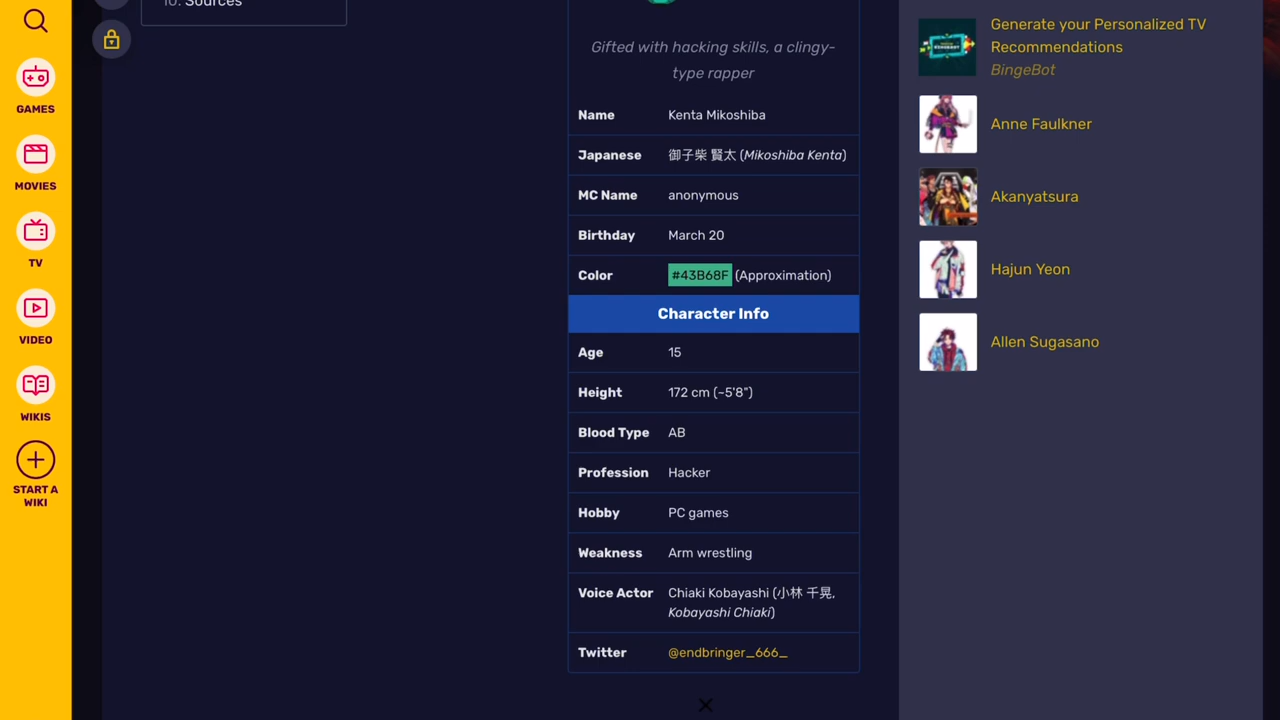 GAMES
MOVIES
TV
VIDEO
WIKIS
START A
WIKI
10. Sources
Gifted with hacking skills, a clingy-
type rapper
Name Kenta Mikoshiba
Japanese 御子柴 賢太 (Mikoshiba Kenta)
MC Name anonymous
Birthday March 20
Color #43B68F (Approximation)
Character Info
Age 15
Height 172 cm (~5'8")
Blood Type AB
Profession Hacker
Hobby PC games
Weakness Arm wrestling
Voice Actor Chiaki Kobayashi (小林 千晃,
Kobayashi Chiaki)
Twitter @endbringer_666_
Generate your Personalized TV
Recommendations
BingeBot
Anne Faulkner
Akanyatsura
Hajun Yeon
Allen Sugasano